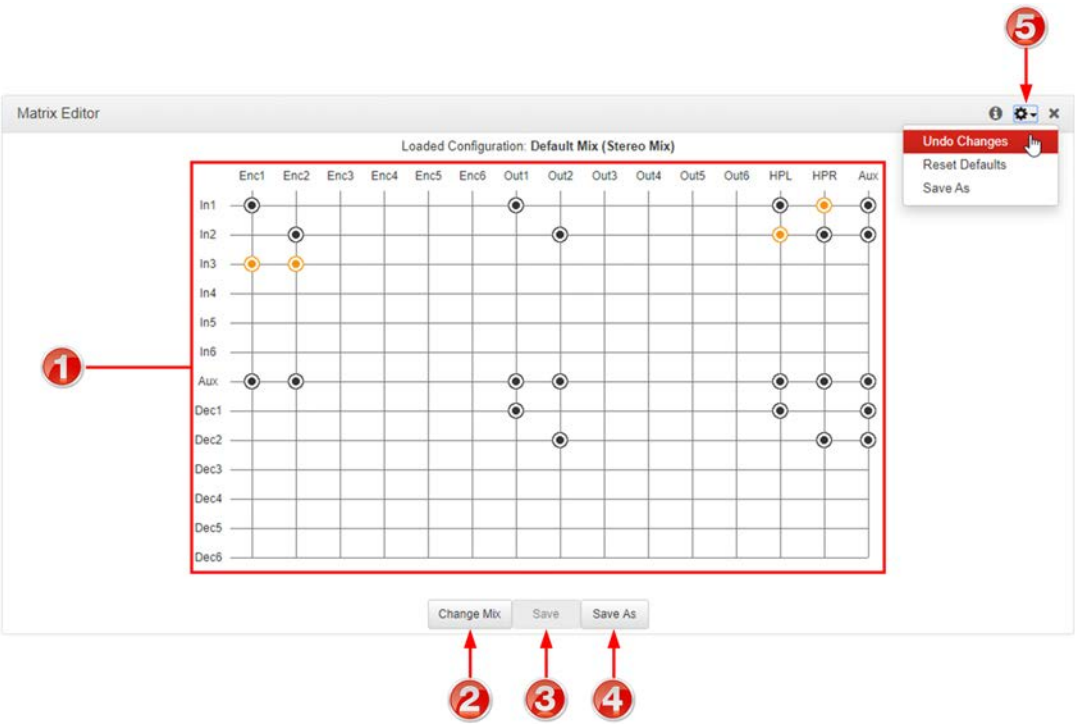 5
Matrix Editor
Loaded Configuration: Default Mix (Stereo Mix)
Undo Changes
Reset Defaults
Save As
Enc1 Enc2 Enc3 Enc4 Enc5 Enc6 Out1 Out2 Out3 Out4 Out5 Out6 HPL HPR Aux
In1
In2
In3
In4
In5
In6
1
Aux
Dec1
Dec2
Dec3
Dec4
Dec5
Dec6
Change Mix Save Save As
2 3 4